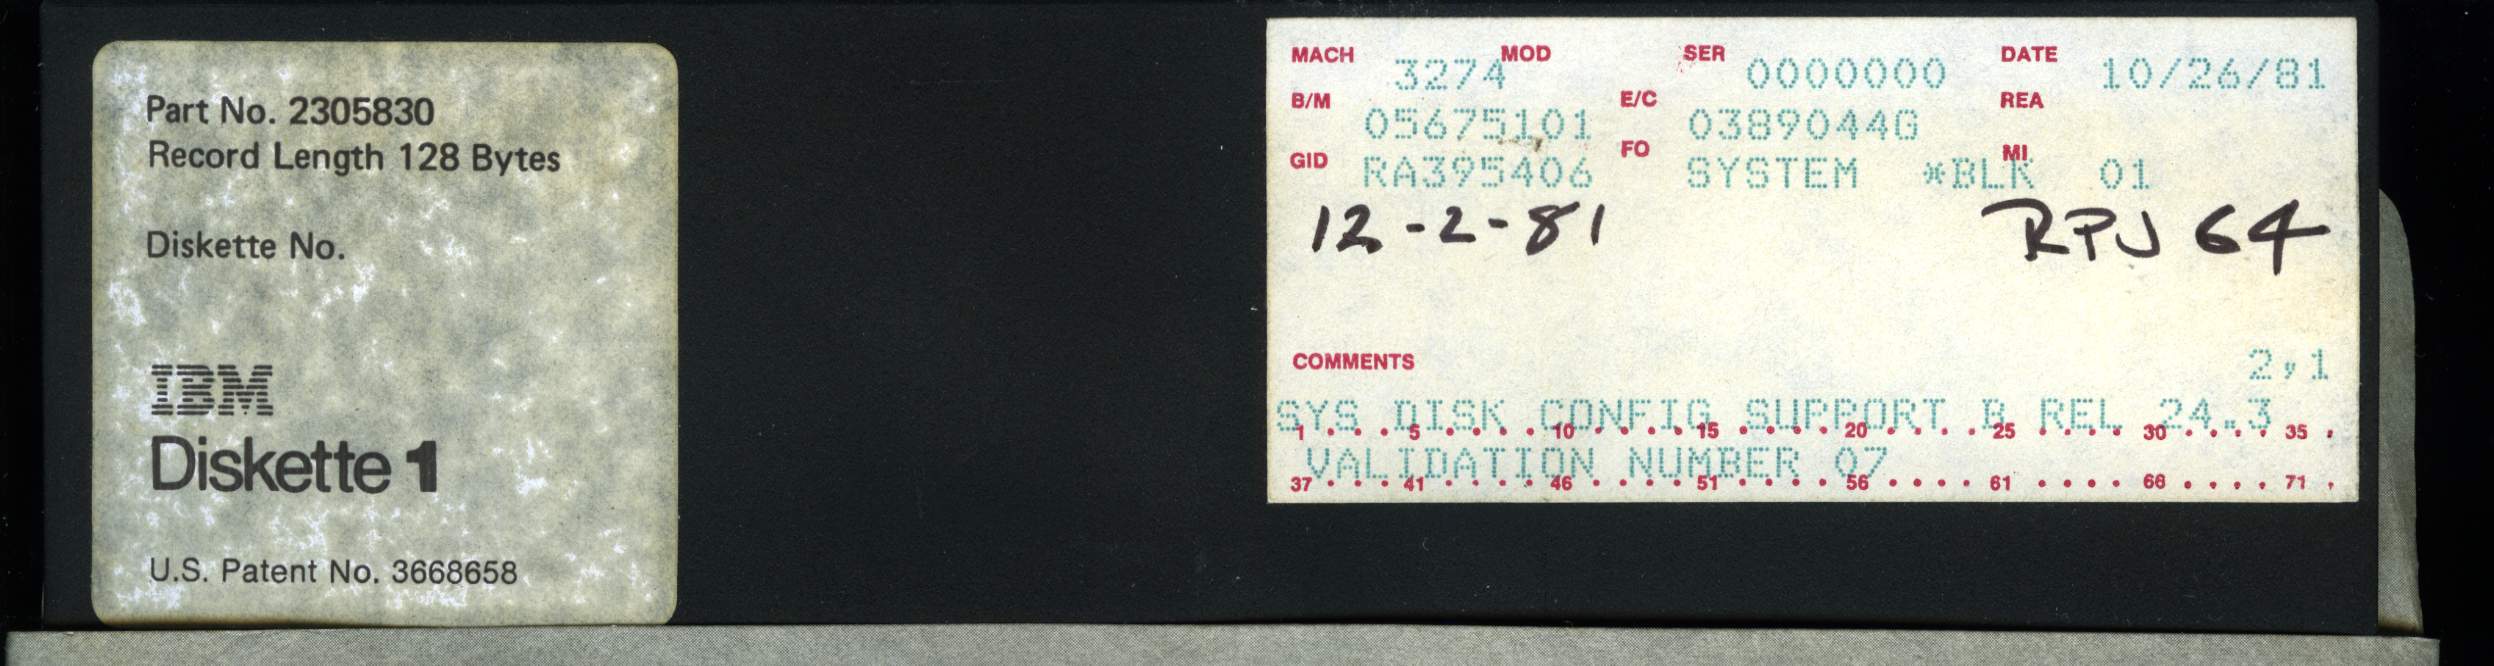 Part No. 2305830
Record Length 128 Bytes
Diskette No.
IBM
Diskette 1
U.S. Patent No. 3668658
MACH 3274 MOD SER 0000000 DATE 10/26/81
B/M 05675101 E/C 0389044G REA
GID RA395406 FO SYSTEM MI *BLK 01
12-2-81 RPJ 64
COMMENTS 2,1
SYS DISK CONFIG SUPPORT B REL 24.3
1 . . . 5 . . . . 10 . . . . 15 . . . . 20 . . . . 25 . . . . 30 . . . . 35 .
VALIDATION NUMBER 07
37 . . . 41 . . . . 46 . . . . 51 . . . . 56 . . . . 61 . . . . 66 . . . . 71 .